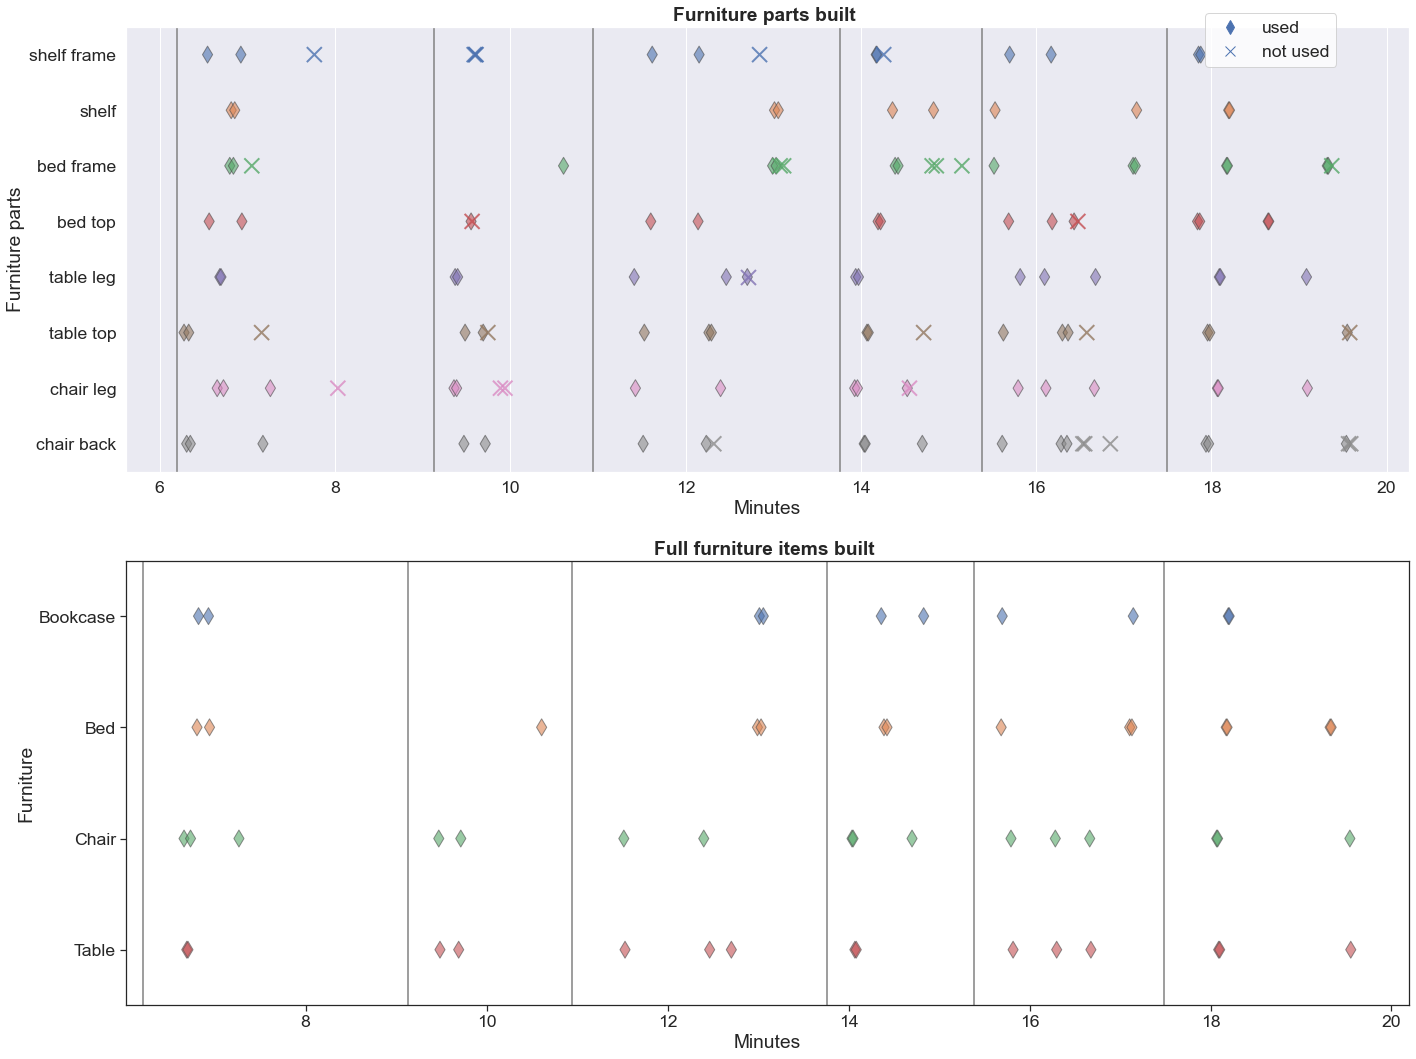 Furniture parts built
used
not used
shelf frame
shelf
bed frame
bed top
table leg
table top
chair leg
chair back
Furniture parts
6 8 10 12 14 16 18 20
Minutes
Full furniture items built
Bookcase
Bed
Chair
Table
Furniture
8 10 12 14 16 18 20
Minutes